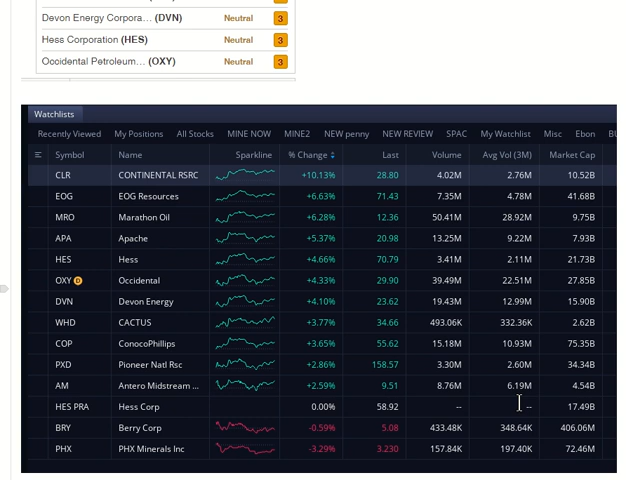 Devon Energy Corpora... (DVN) Neutral 3
Hess Corporation (HES) Neutral 3
Occidental Petroleum... (OXY) Neutral 3
Watchlists
Recently Viewed My Positions All Stocks MINE NOW MINE2 NEW penny NEW REVIEW SPAC My Watchlist Misc Ebon
Symbol Name Sparkline % Change Last Volume Avg Vol (3M) Market Cap
CLR CONTINENTAL RSRC +10.13% 28.80 4.02M 2.76M 10.52B
EOG EOG Resources +6.63% 71.43 7.35M 4.78M 41.68B
MRO Marathon Oil +6.28% 12.36 50.41M 28.92M 9.75B
APA Apache +5.37% 20.98 13.25M 9.22M 7.93B
HES Hess +4.66% 70.79 3.41M 2.11M 21.73B
OXY D Occidental +4.33% 29.90 39.49M 22.51M 27.85B
DVN Devon Energy +4.10% 23.62 19.43M 12.99M 15.90B
WHD CACTUS +3.77% 34.66 493.06K 332.36K 2.62B
COP ConocoPhillips +3.65% 55.62 15.18M 10.93M 75.35B
PXD Pioneer Natl Rsc +2.86% 158.57 3.30M 2.60M 34.34B
AM Antero Midstream ... +2.59% 9.51 8.76M 6.19M 4.54B
HES PRA Hess Corp 0.00% 58.92 -- -- 17.49B
BRY Berry Corp -0.59% 5.08 433.48K 348.64K 406.06M
PHX PHX Minerals Inc -3.29% 3.230 157.84K 197.40K 72.46M